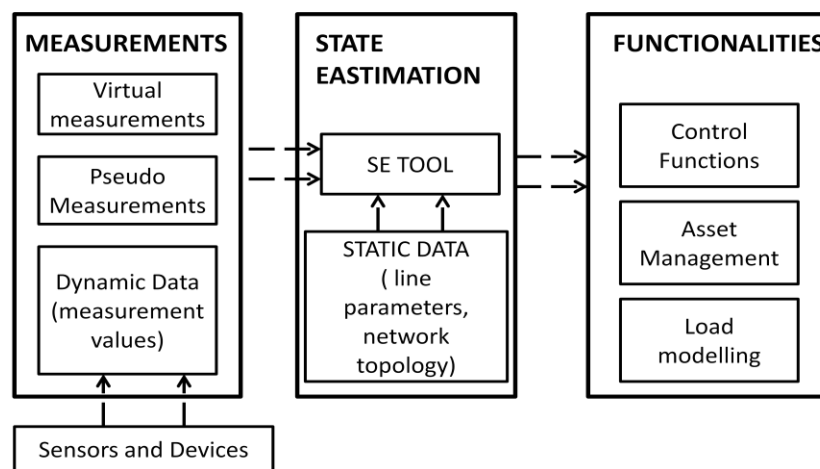 MEASUREMENTS
Virtual
measurements
Pseudo
Measurements
Dynamic Data
(measurement
values)
Sensors and Devices
STATE
EASTIMATION
SE TOOL
STATIC DATA
( line
parameters,
network
topology)
FUNCTIONALITIES
Control
Functions
Asset
Management
Load
modelling